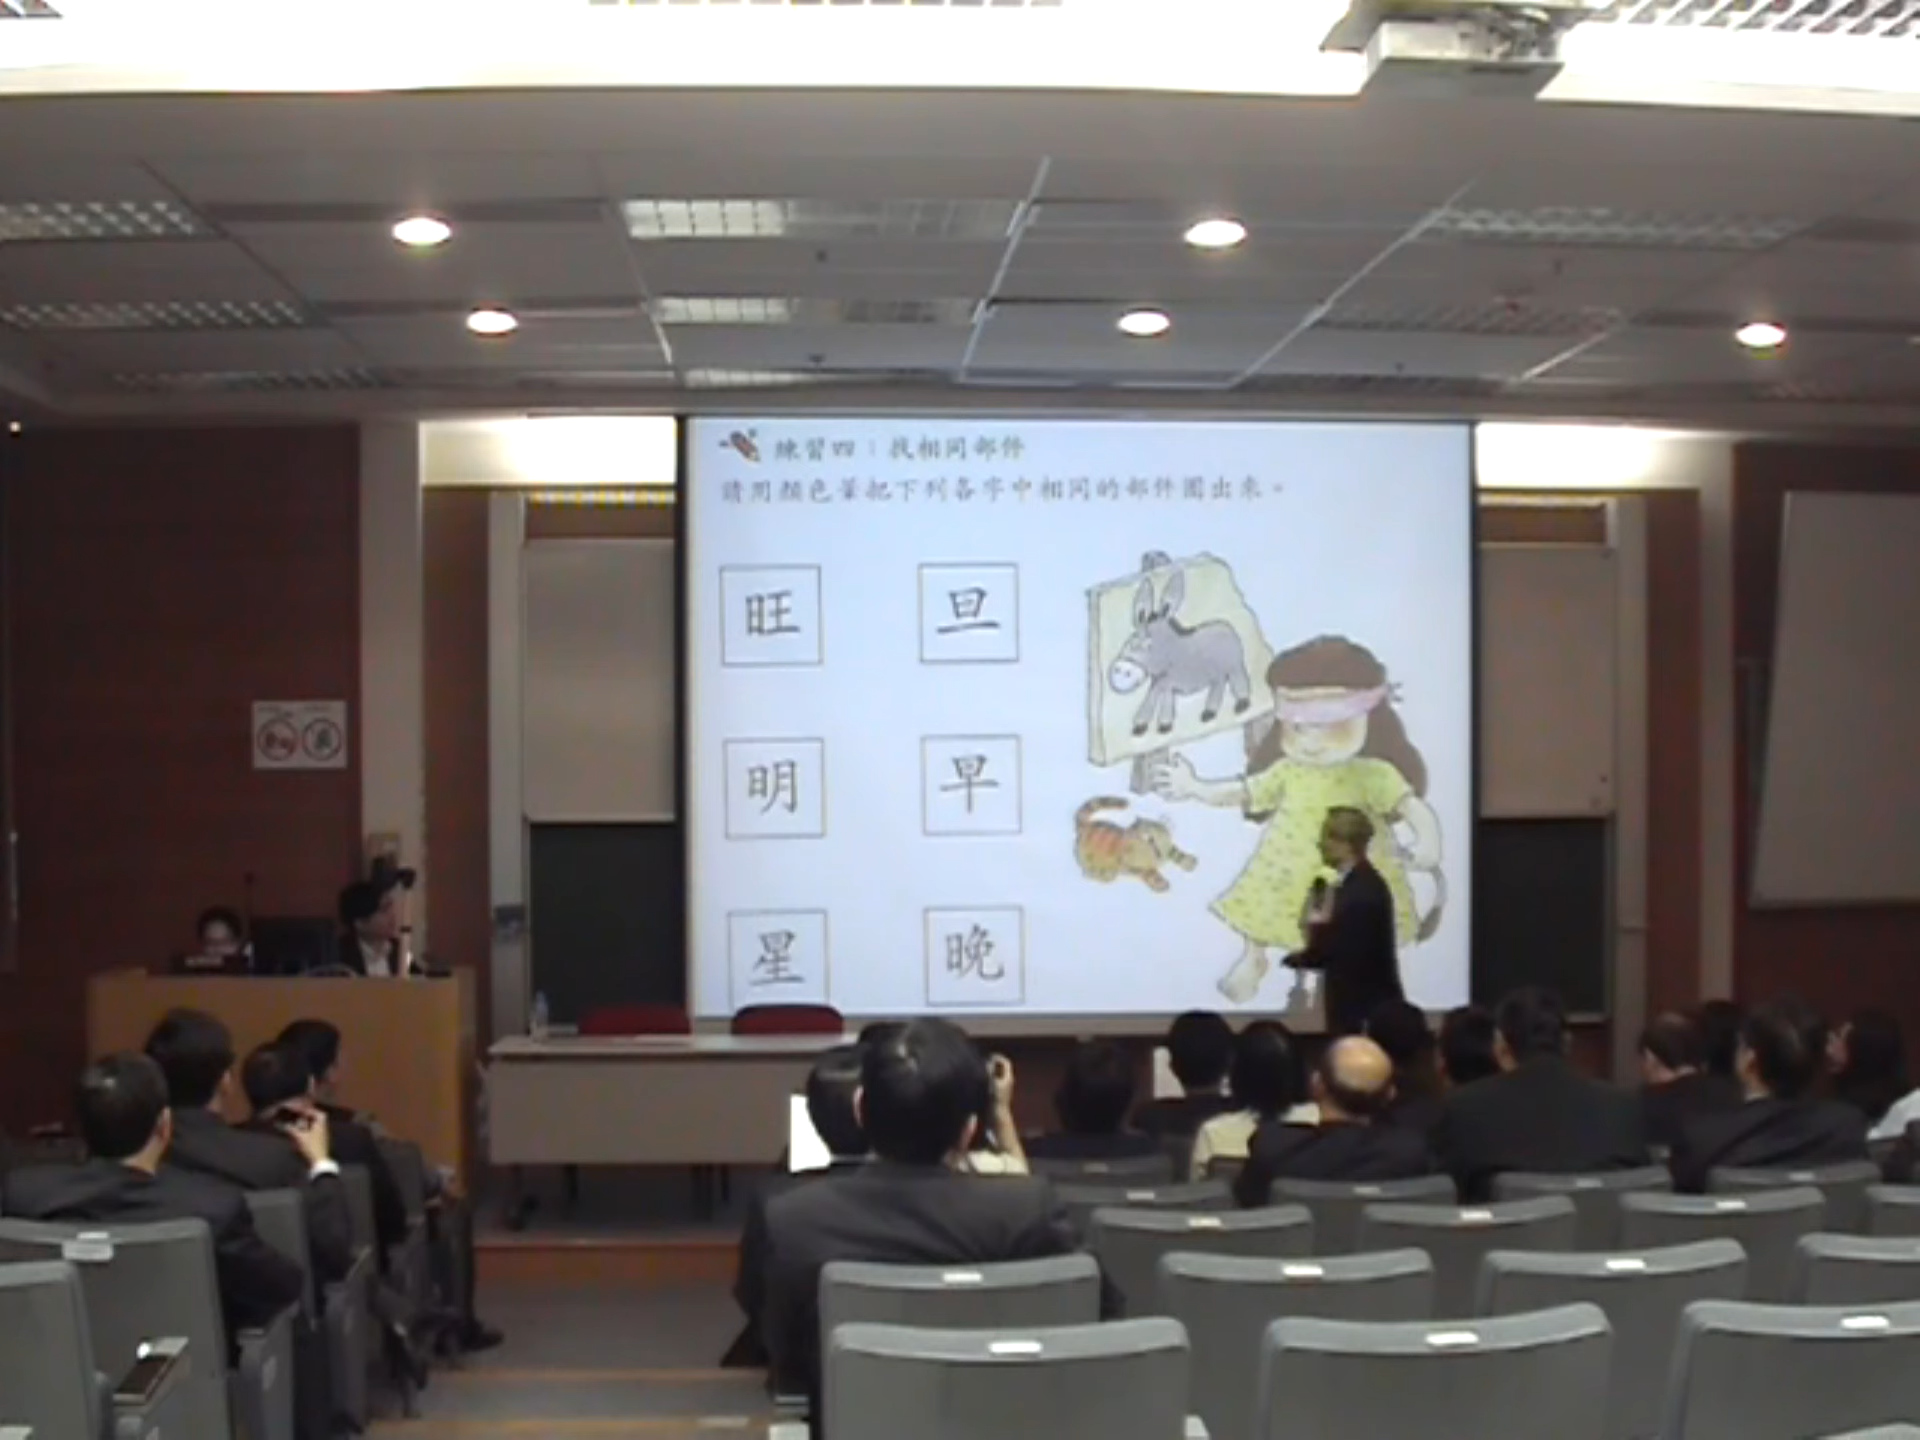 練習四：找相同部件
請用顏色筆把下列各字中相同的部件圈出來。
旺 旦
明 早
星 晚